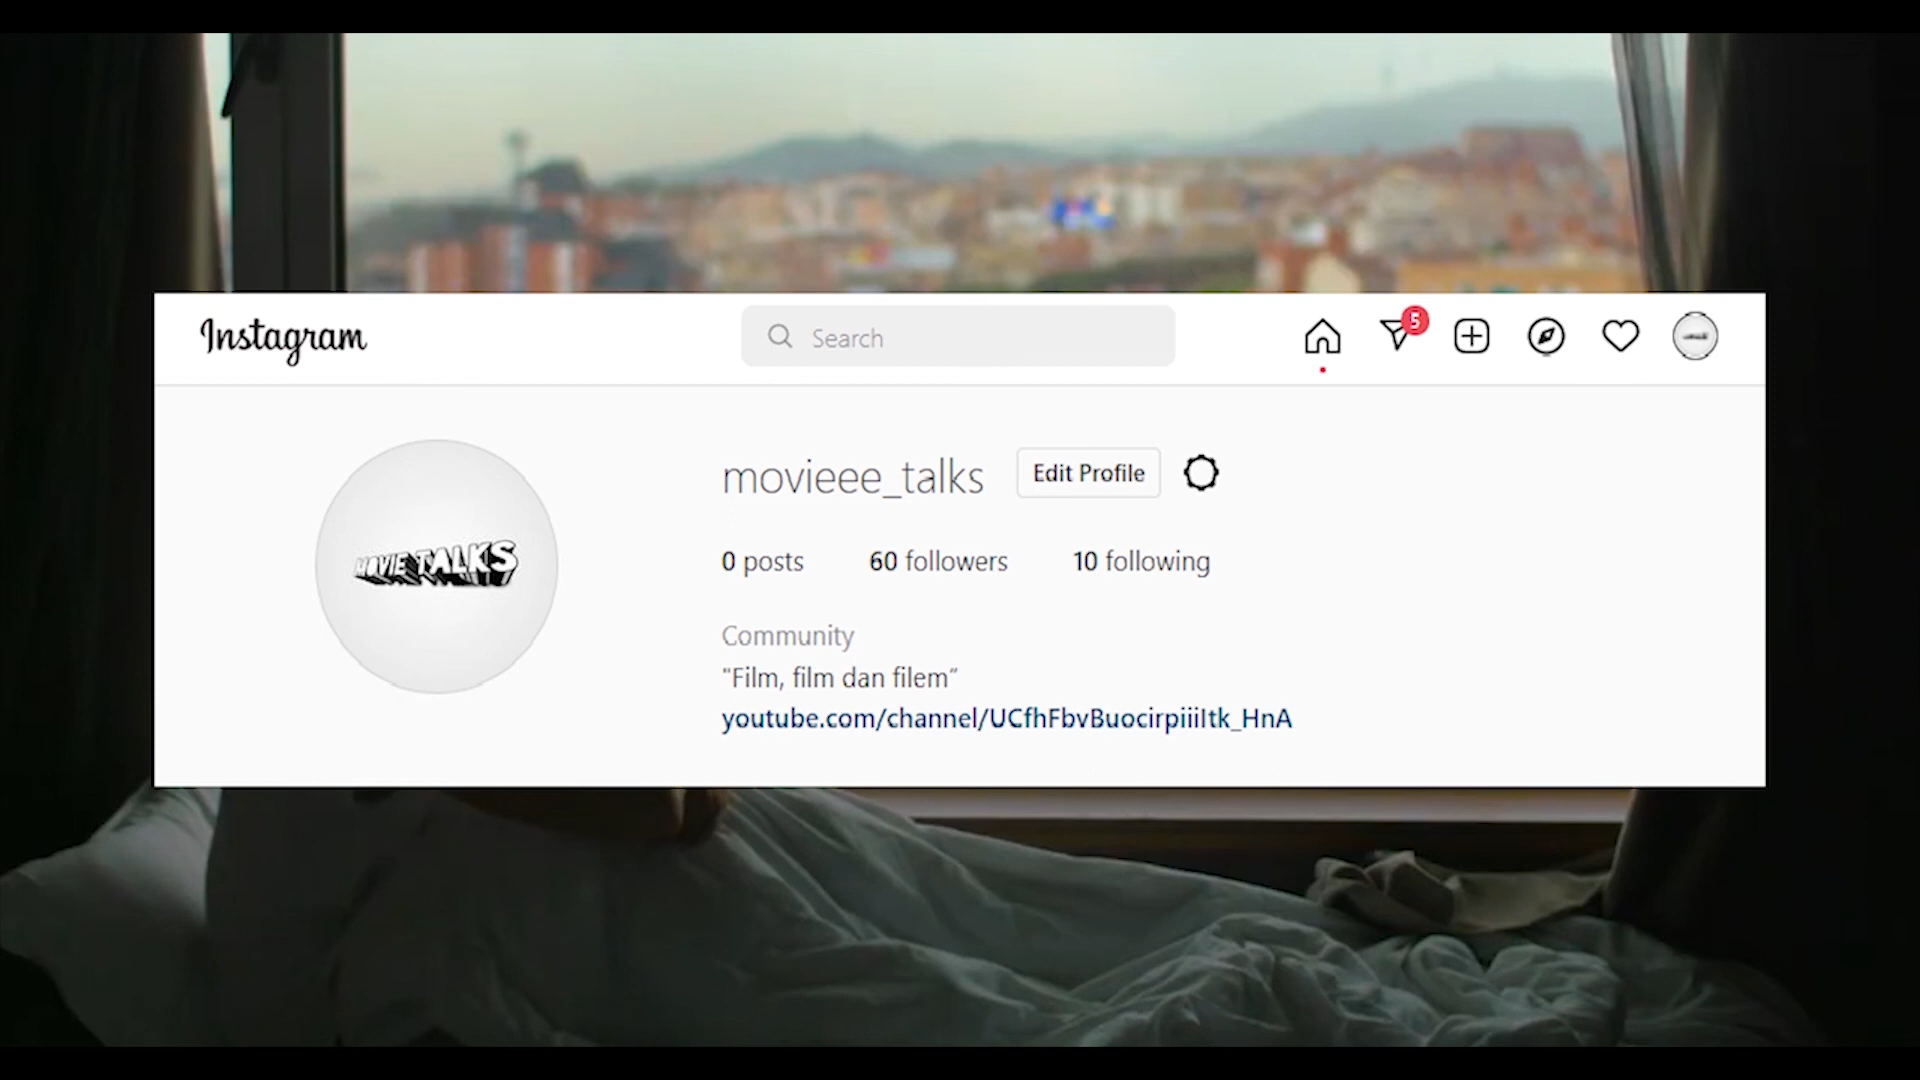 Instagram
Search
5
movieee_talks
Edit Profile
0 posts 60 followers 10 following
MOVIE TALKS
Community
"Film, film dan filem”
youtube.com/channel/UCfhFbvBuocirpiiiItk_HnA